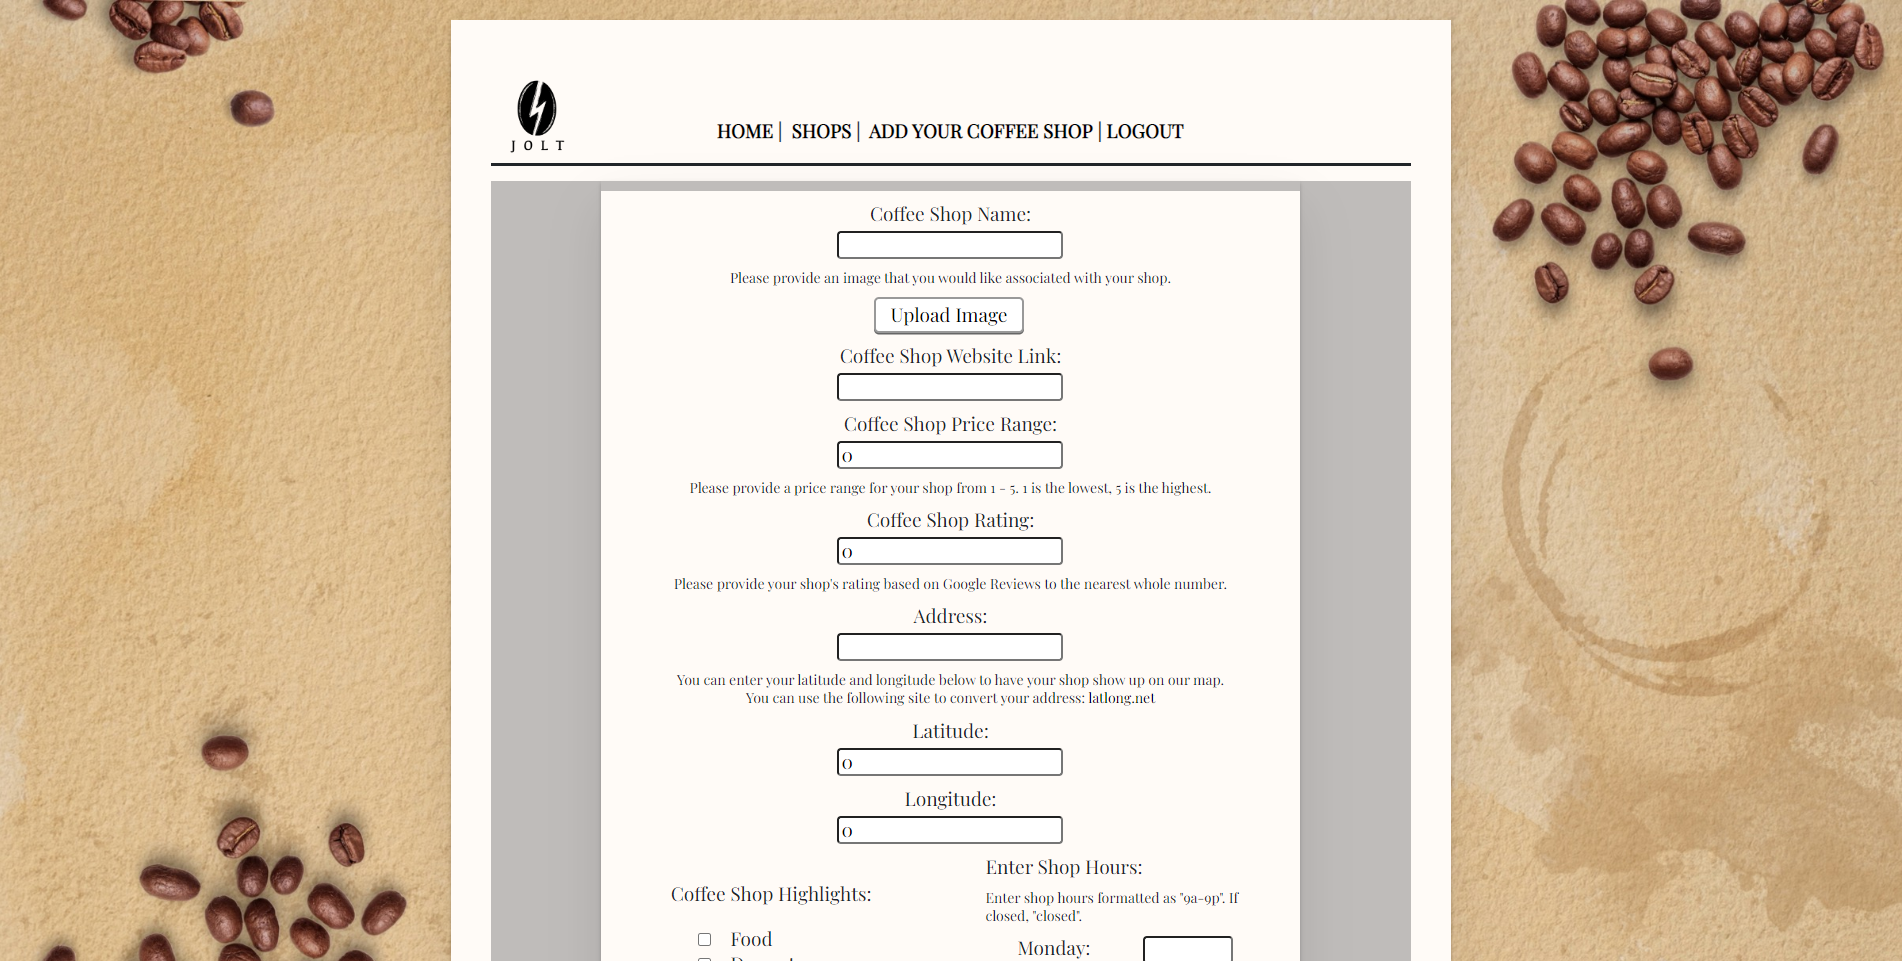 JOLT
HOME | SHOPS | ADD YOUR COFFEE SHOP | LOGOUT
Coffee Shop Name:
Please provide an image that you would like associated with your shop.
Upload Image
Coffee Shop Website Link:
Coffee Shop Price Range:
0
Please provide a price range for your shop from 1 - 5. 1 is the lowest, 5 is the highest.
Coffee Shop Rating:
0
Please provide your shop's rating based on Google Reviews to the nearest whole number.
Address:
You can enter your latitude and longitude below to have your shop show up on our map.
You can use the following site to convert your address: latlong.net
Latitude:
0
Longitude:
0
Coffee Shop Highlights:
Food
Enter Shop Hours:
Enter shop hours formatted as "9a-9p". If
closed, "closed".
Monday: